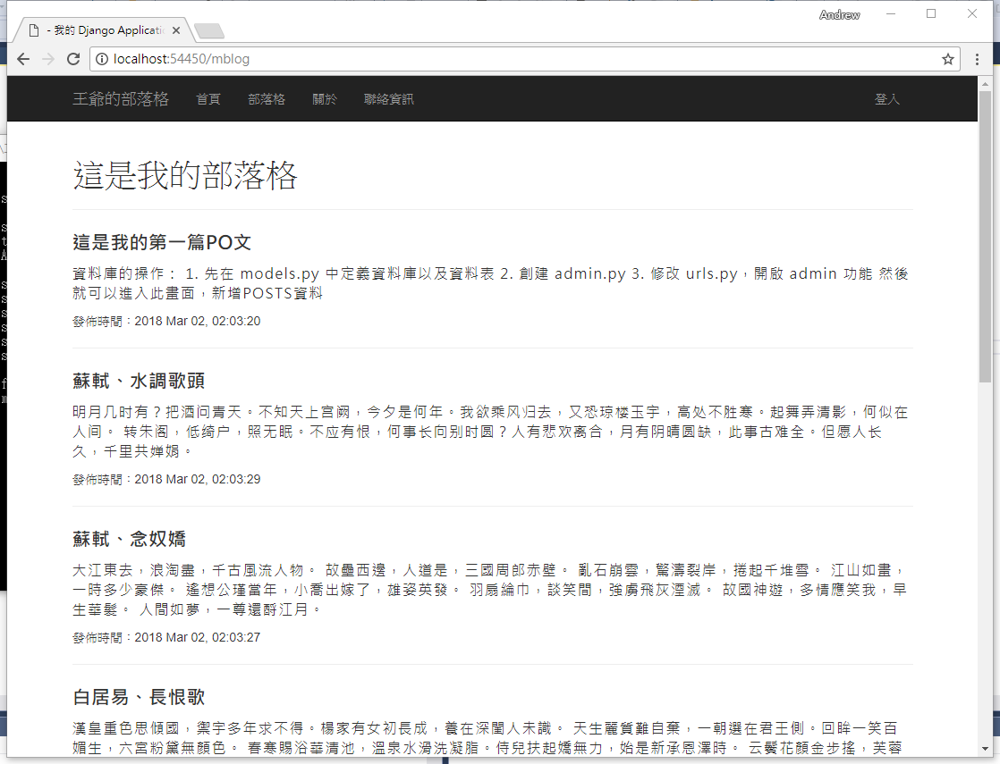 Andrew
- 我的 Django Applicati
localhost:54450/mblog
王爺的部落格 首頁 部落格 關於 聯絡資訊 登入
這是我的部落格
這是我的第一篇PO文
資料庫的操作： 1. 先在 models.py 中定義資料庫以及資料表 2. 創建 admin.py 3. 修改 urls.py，開啟 admin 功能 然後
就可以進入此畫面，新增POSTS資料
發佈時間：2018 Mar 02, 02:03:20
蘇軾、水調歌頭
明月几时有？把酒问青天。不知天上宫阙，今夕是何年。我欲乘风归去，又恐琼楼玉宇，高处不胜寒。起舞弄清影，何似在
人间。 转朱阁，低绮户，照无眠。不应有恨，何事长向别时圆？人有悲欢离合，月有阴晴圆缺，此事古难全。但愿人长
久，千里共婵娟。
發佈時間：2018 Mar 02, 02:03:29
蘇軾、念奴嬌
大江東去，浪淘盡，千古風流人物。 故壘西邊，人道是，三國周郎赤壁。 亂石崩雲，驚濤裂岸，捲起千堆雪。 江山如畫，
一時多少豪傑。 遙想公瑾當年，小喬出嫁了，雄姿英發。 羽扇綸巾，談笑間，強虜飛灰湮滅。 故國神遊，多情應笑我，早
生華髮。 人間如夢，一尊還酹江月。
發佈時間：2018 Mar 02, 02:03:27
白居易、長恨歌
漢皇重色思傾國，禦宇多年求不得。楊家有女初長成，養在深閨人未識。 天生麗質難自棄，一朝選在君王側。回眸一笑百
媚生，六宮粉黛無顏色。 春寒賜浴華清池，溫泉水滑洗凝脂。侍兒扶起嬌無力，始是新承恩澤時。 云鬢花顏金步搖，芙蓉